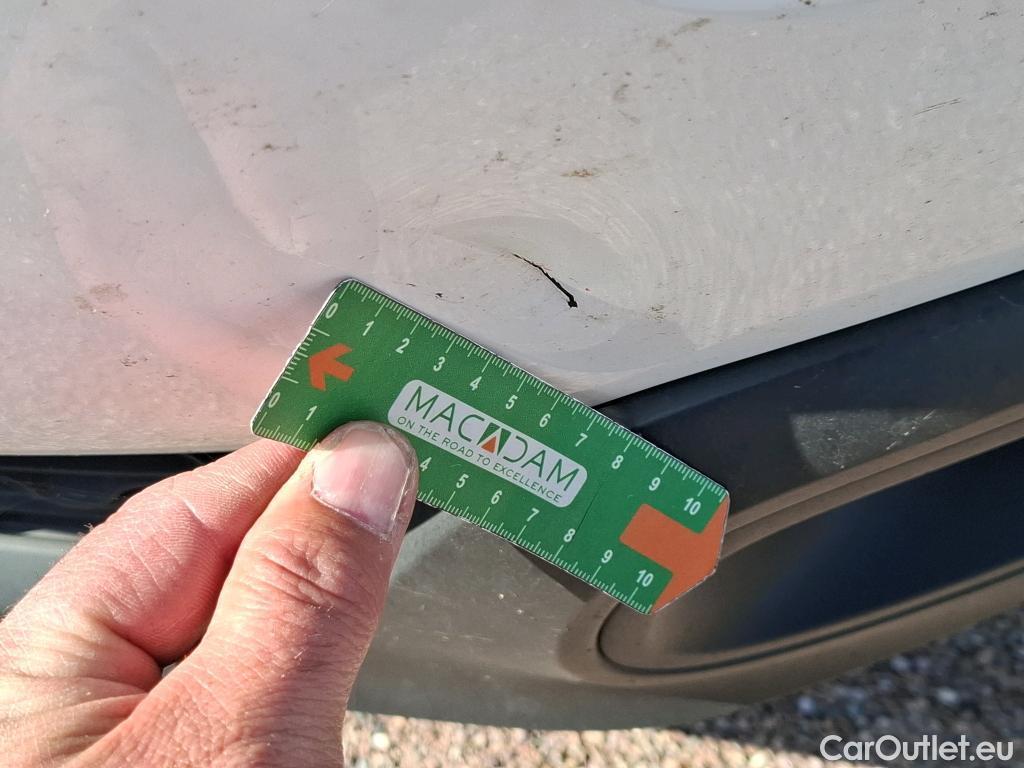 0 1 2 3 4 5 6 7 8 9 10
MACADAM
ON THE ROAD TO EXCELLENCE
0 1 4 5 6 7 8 9 10
CarOutlet.eu